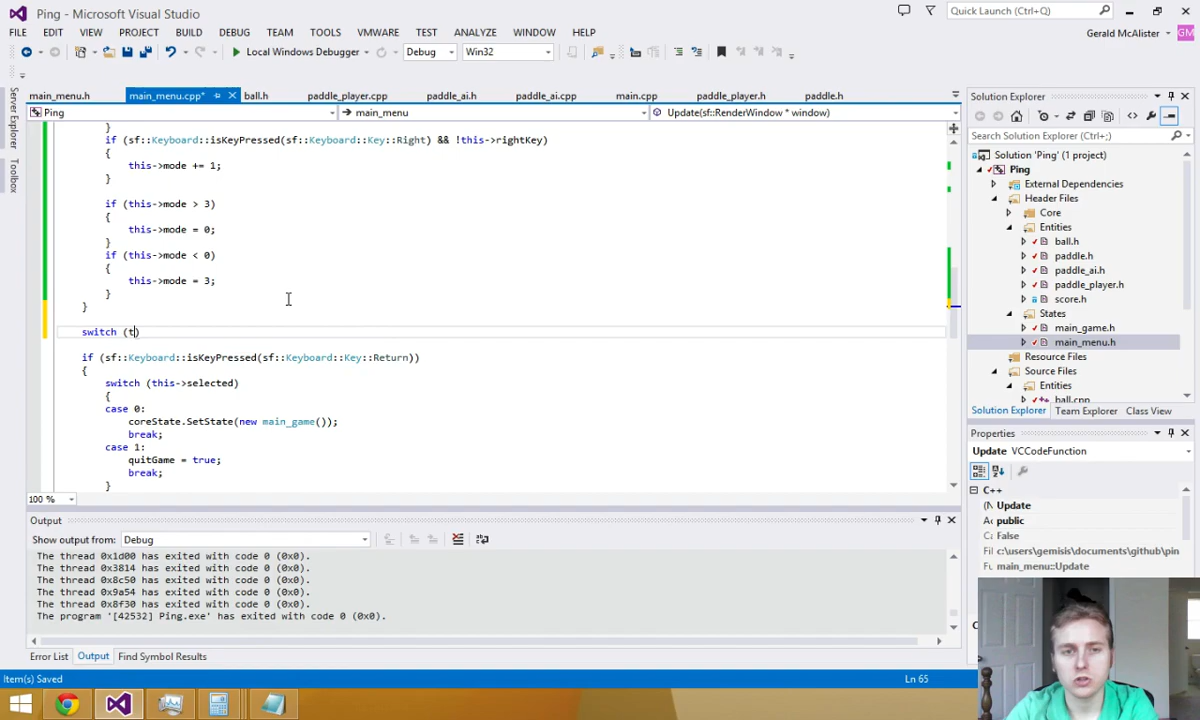 Ping - Microsoft Visual Studio
Quick Launch (Ctrl+Q)
FILE EDIT VIEW PROJECT BUILD DEBUG TEAM TOOLS VMWARE TEST ANALYZE WINDOW HELP
Gerald McAlister GM
Local Windows Debugger Debug Win32
main_menu.h main_menu.cpp* ball.h paddle_player.cpp paddle_ai.h paddle_ai.cpp main.cpp paddle_player.h paddle.h
Ping main_menu Update(sf::RenderWindow * window)
Server Explorer
Toolbox
}
if (sf::Keyboard::isKeyPressed(sf::Keyboard::Key::Right) && !this->rightKey)
{
this->mode += 1;
}
if (this->mode > 3)
{
this->mode = 0;
}
if (this->mode < 0)
{
this->mode = 3;
}
}
switch (t)
if (sf::Keyboard::isKeyPressed(sf::Keyboard::Key::Return))
{
switch (this->selected)
{
case 0:
coreState.SetState(new main_game());
break;
case 1:
quitGame = true;
break;
}
100 %
Output
Show output from: Debug
The thread 0x1d00 has exited with code 0 (0x0).
The thread 0x3814 has exited with code 0 (0x0).
The thread 0x8c50 has exited with code 0 (0x0).
The thread 0x9a54 has exited with code 0 (0x0).
The thread 0x8f30 has exited with code 0 (0x0).
The program '[42532] Ping.exe' has exited with code 0 (0x0).
Error List Output Find Symbol Results
Item(s) Saved
Ln 65
Solution Explorer
Search Solution Explorer (Ctrl+;)
Solution 'Ping' (1 project)
Ping
External Dependencies
Header Files
Core
Entities
ball.h
paddle.h
paddle_ai.h
paddle_player.h
score.h
States
main_game.h
main_menu.h
Resource Files
Source Files
Entities
ball.cpp
Solution Explorer Team Explorer Class View
Properties
Update VCCodeFunction
C++
(N Update
Ac public
Ca False
Fil c:\users\gemisis\documents\github\pin
Fu main_menu::Update